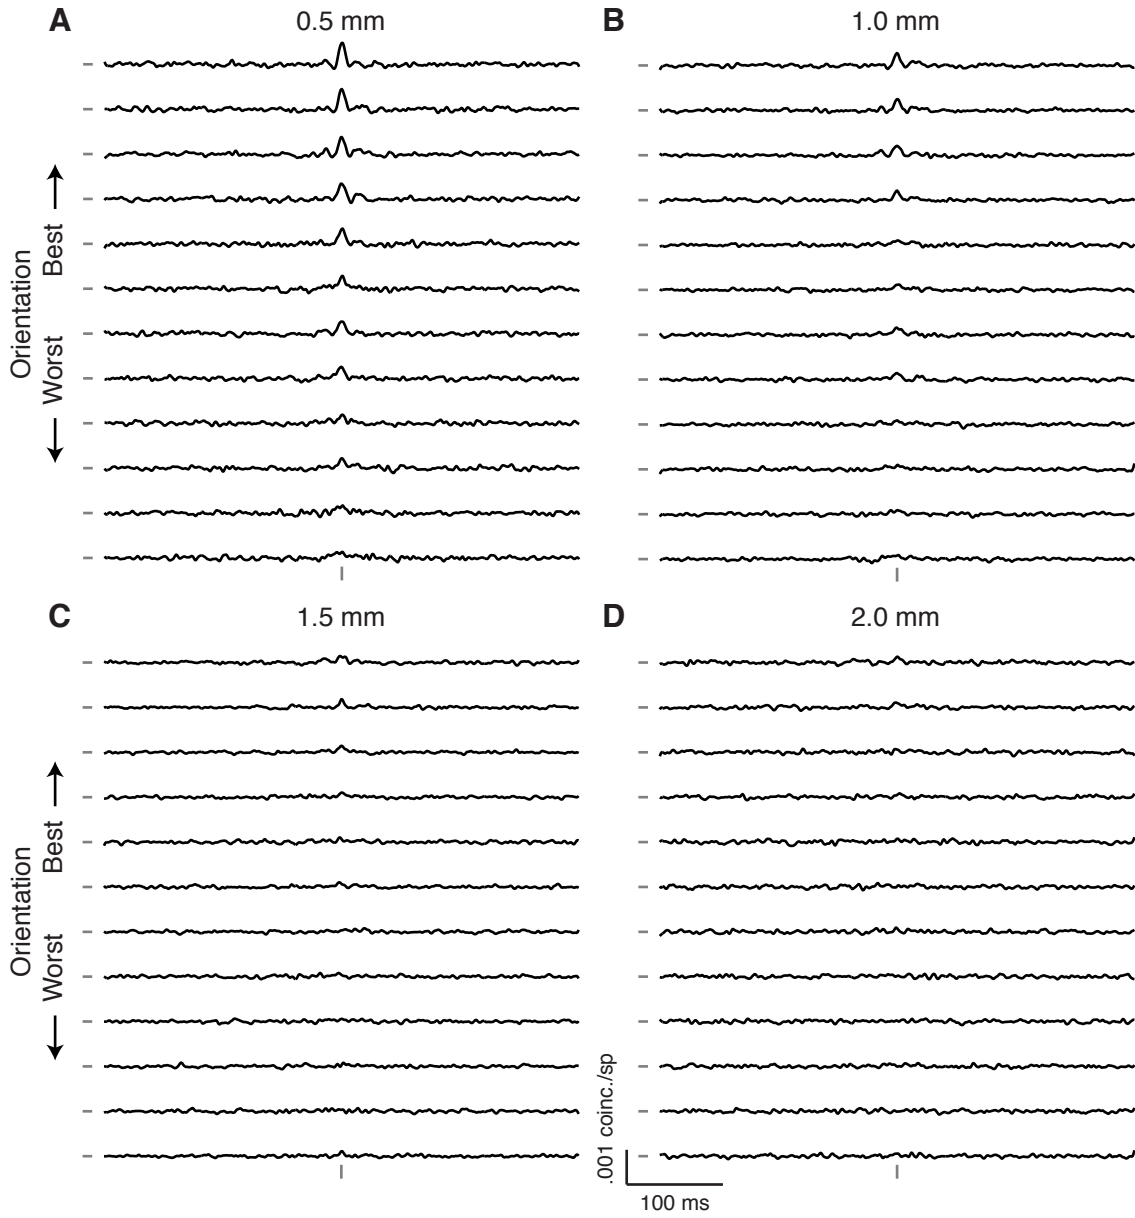 A 0.5 mm
B 1.0 mm
Orientation
Worst Best
C 1.5 mm
D 2.0 mm
Orientation
Worst Best
.001 coinc./sp
100 ms